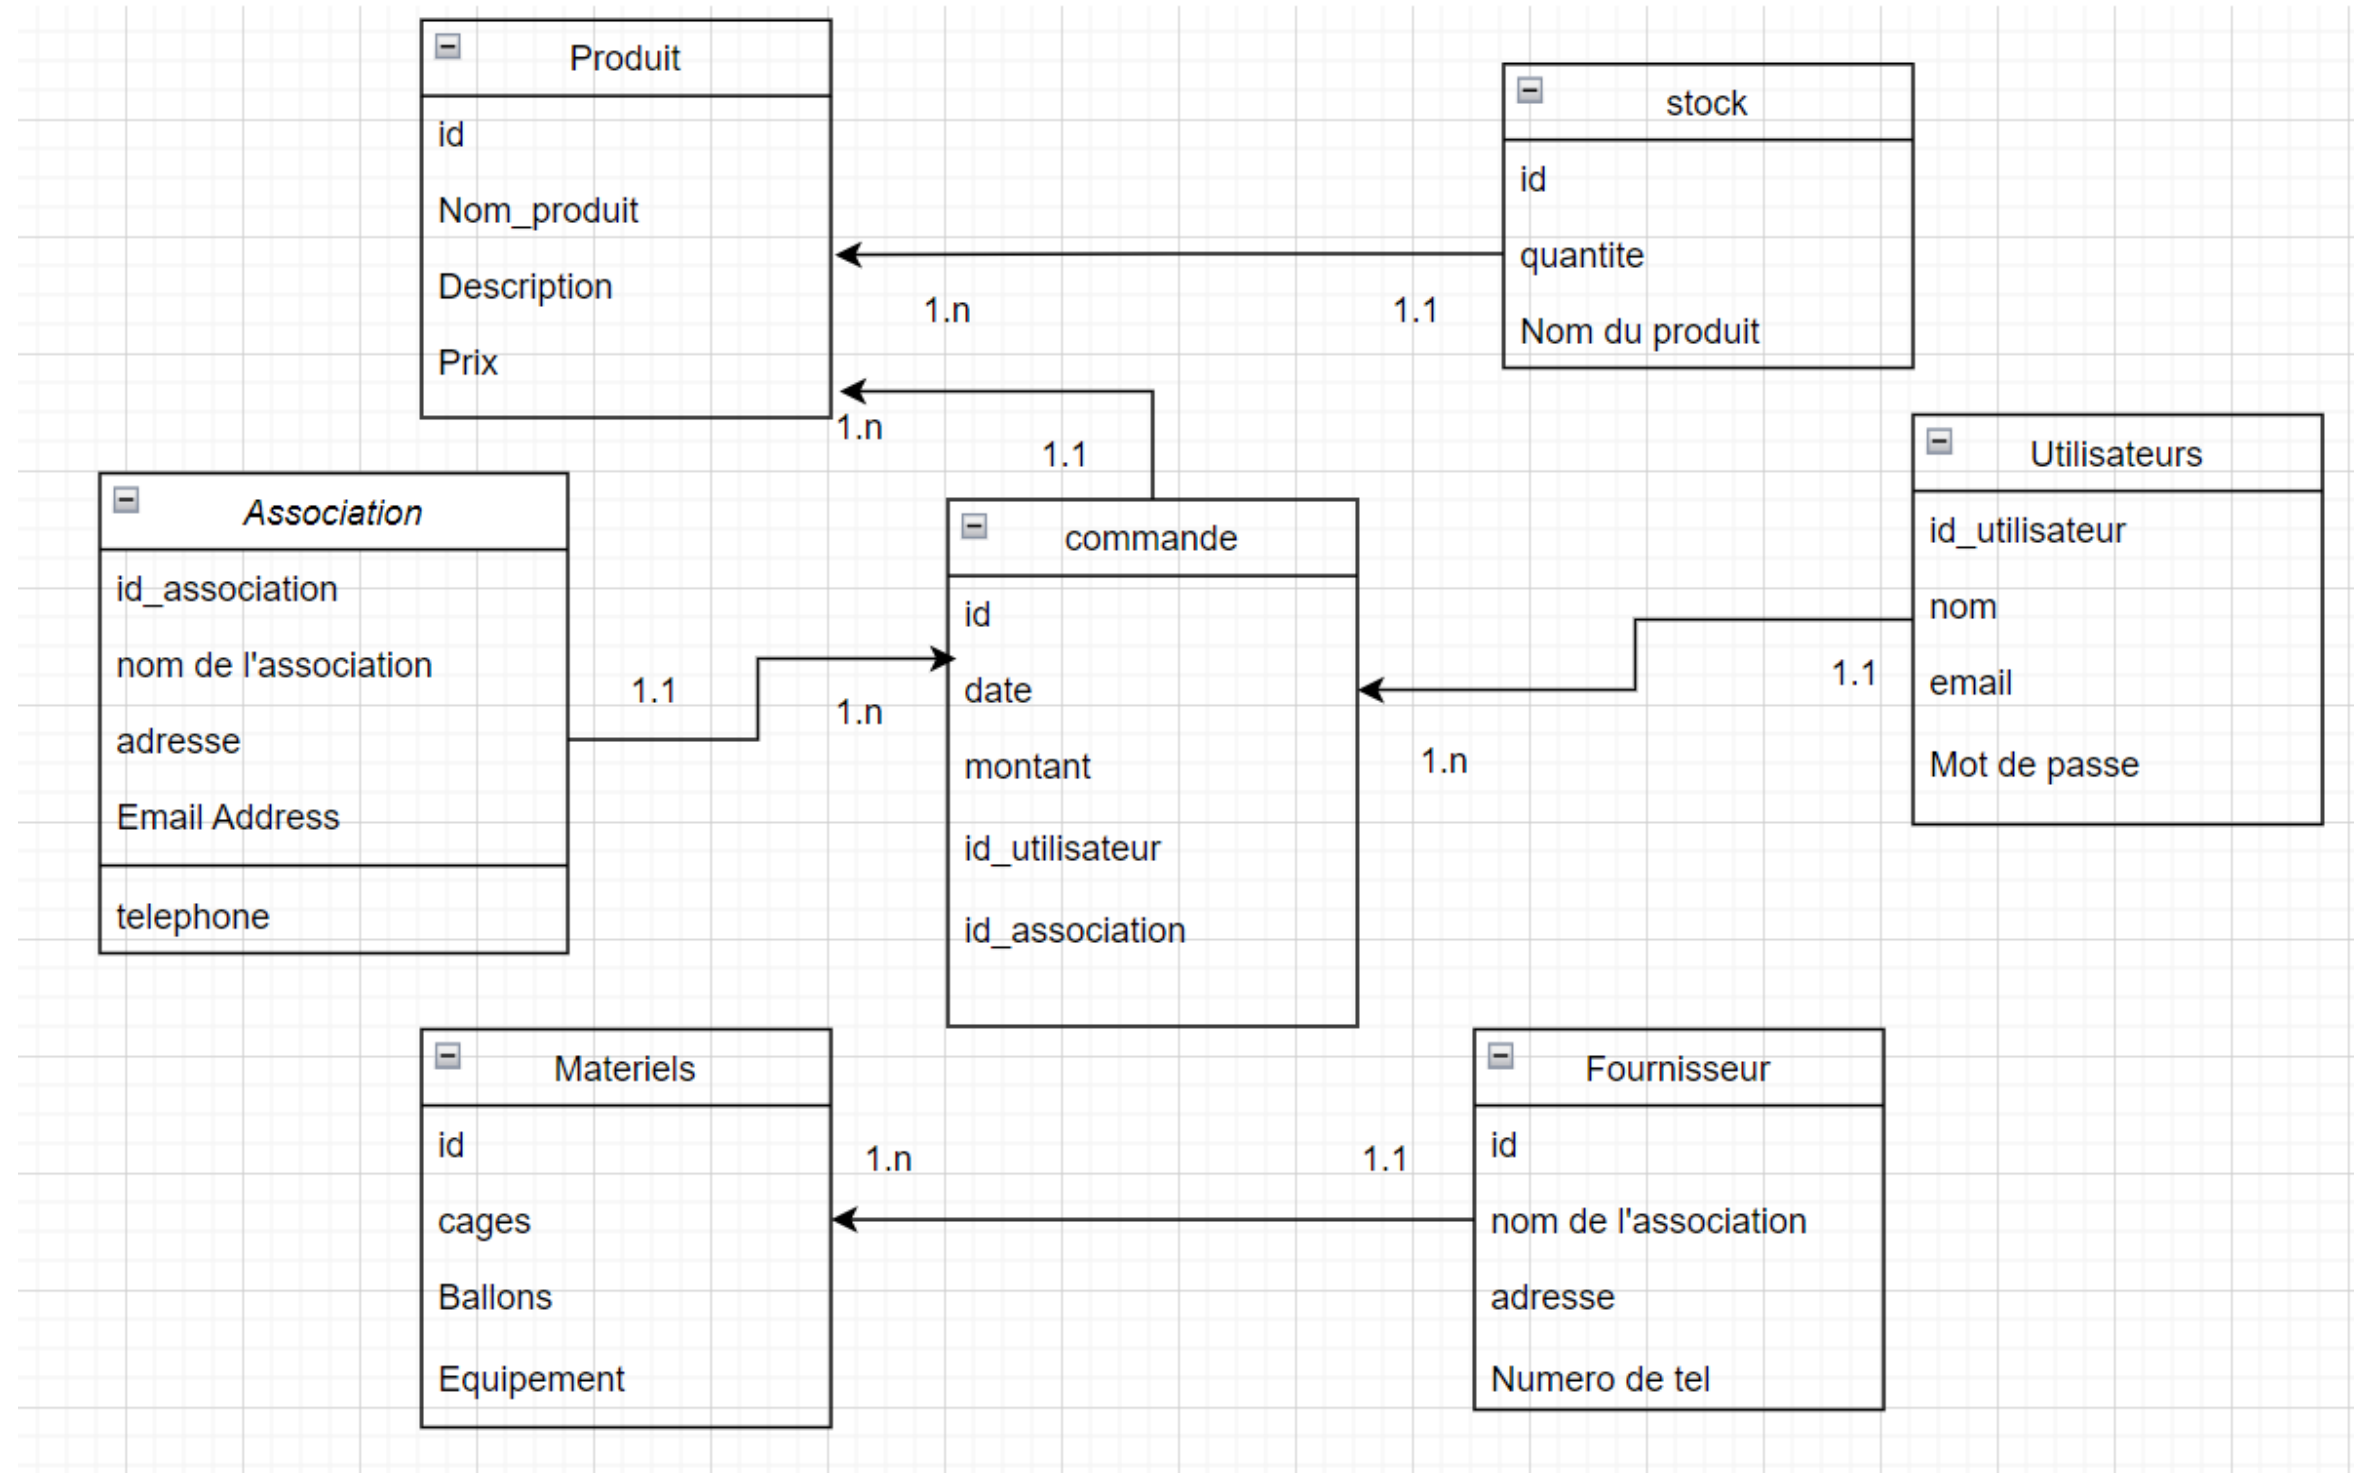 Produit
id
Nom_produit
Description
Prix
stock
id
quantite
Nom du produit
1.n
1.1
1.n
1.1
Utilisateurs
id_utilisateur
nom
email
Mot de passe
Association
id_association
nom de l'association
adresse
Email Address
telephone
1.1
1.n
commande
id
date
montant
id_utilisateur
id_association
1.1
1.n
Materiels
id
cages
Ballons
Equipement
1.n
1.1
Fournisseur
id
nom de l'association
adresse
Numero de tel